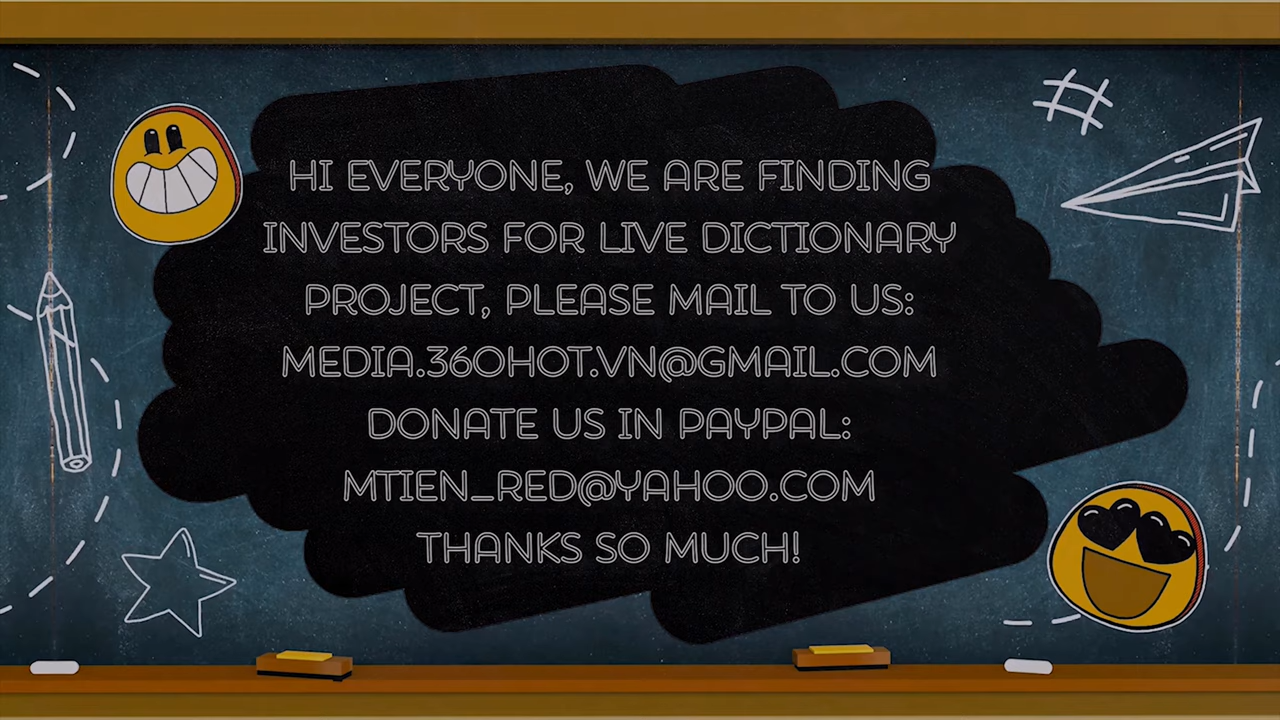 HI EVERYONE, WE ARE FINDING
INVESTORS FOR LIVE DICTIONARY
PROJECT, PLEASE MAIL TO US:
MEDIA.360HOT.VN@GMAIL.COM
DONATE US IN PAYPAL:
MTIEN_RED@YAHOO.COM
THANKS SO MUCH!